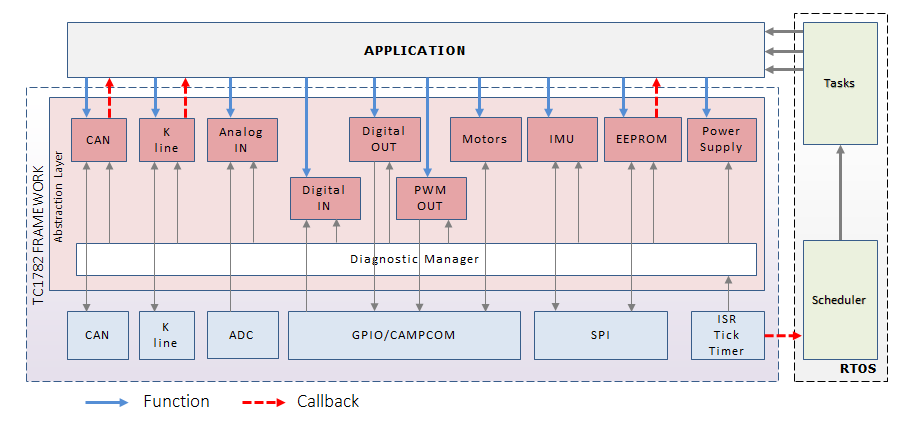 APPLICATION
Tasks
CAN
K
line
Analog
IN
Digital
OUT
Motors
IMU
EEPROM
Power
Supply
Digital
IN
PWM
OUT
Abstraction Layer
TC1782 FRAMEWORK
Diagnostic Manager
Scheduler
CAN
K
line
ADC
GPIO/CAMPCOM
SPI
ISR
Tick
Timer
RTOS
Function
Callback